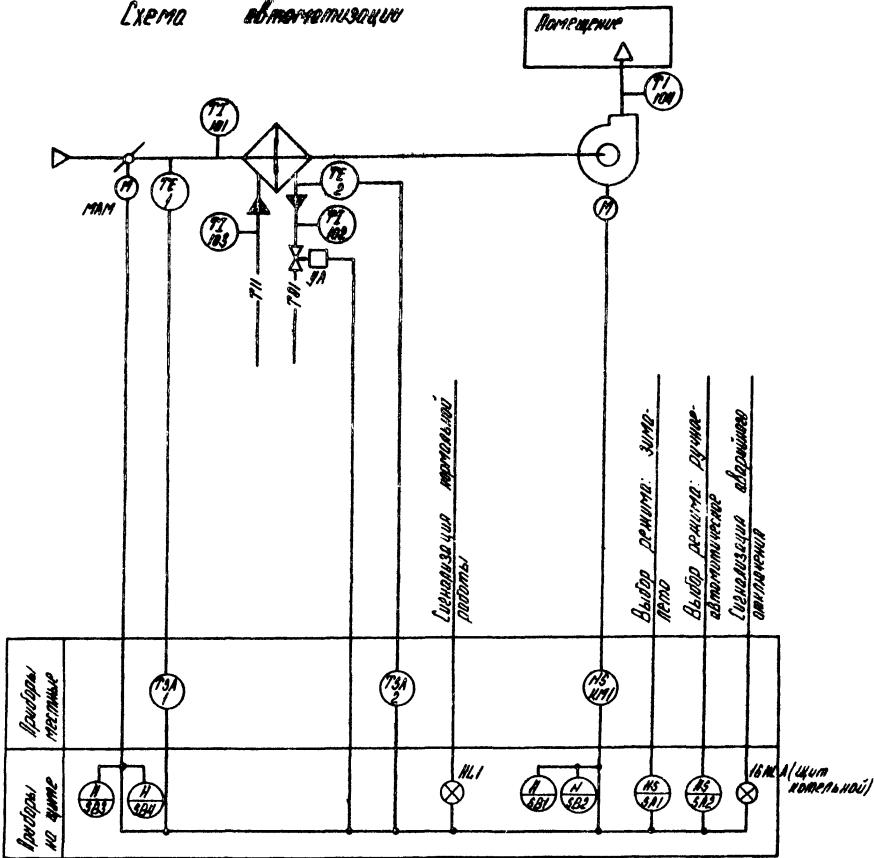 Схема автоматизации
Помещение
TI
101
TI
104
M
МАМ
TE
1
TE
2
TI
103
TI
102
УА
Т11
Т21
M
Сигнализация нормальной
работы
Выбор режима: зима-
лето
Выбор режима: ручное-
автоматическое
Сигнализация аварийного
отключения
Приборы
местные
TSA
1
TSA
2
NS
КМ1
Приборы
на щите
H
SB3
H
SB4
HL1
H
SB1
H
SB2
HS
SA1
HS
SA2
(щит
котельной)